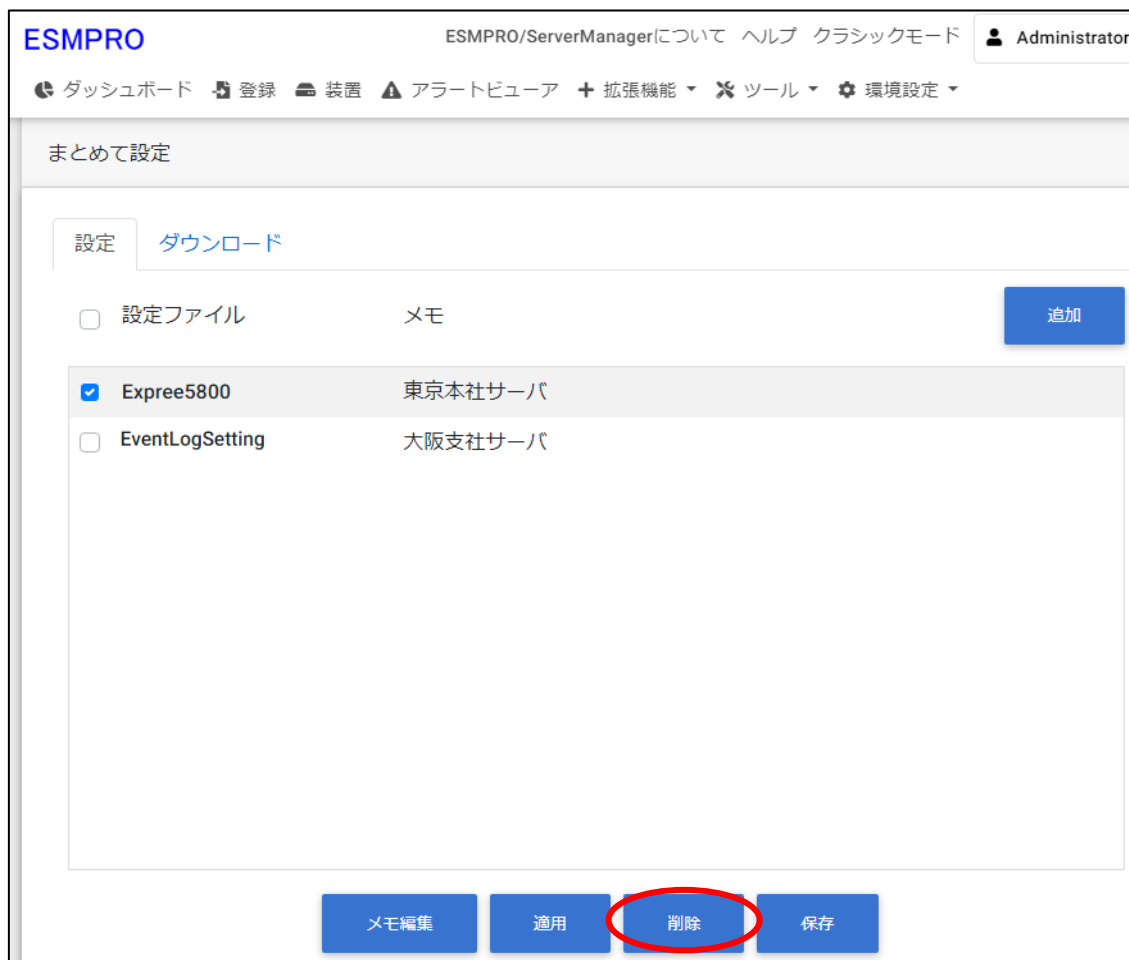 ESMPRO ESMPRO/ServerManagerについて ヘルプ クラシックモード Administrator
ダッシュボード 登録 装置 アラートビューア 拡張機能 ツール 環境設定
まとめて設定
設定 ダウンロード
設定ファイル メモ 追加
Expree5800 東京本社サーバ
EventLogSetting 大阪支社サーバ
メモ編集 適用 削除 保存